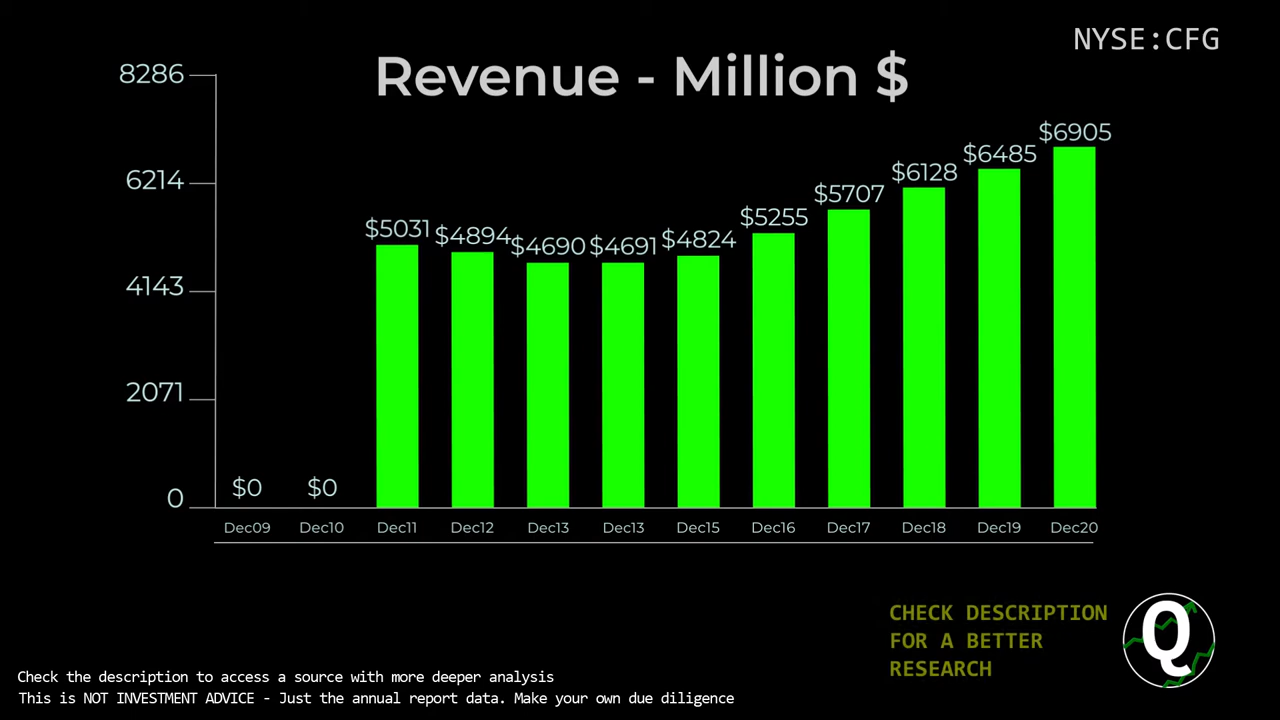 NYSE:CFG
Revenue - Million $
8286
6214
4143
2071
0
$0
$0
$5031
$4894
$4690
$4691
$4824
$5255
$5707
$6128
$6485
$6905
Dec09 Dec10 Dec11 Dec12 Dec13 Dec13 Dec15 Dec16 Dec17 Dec18 Dec19 Dec20
CHECK DESCRIPTION
FOR A BETTER
RESEARCH
Q
Check the description to access a source with more deeper analysis
This is NOT INVESTMENT ADVICE - Just the annual report data. Make your own due diligence